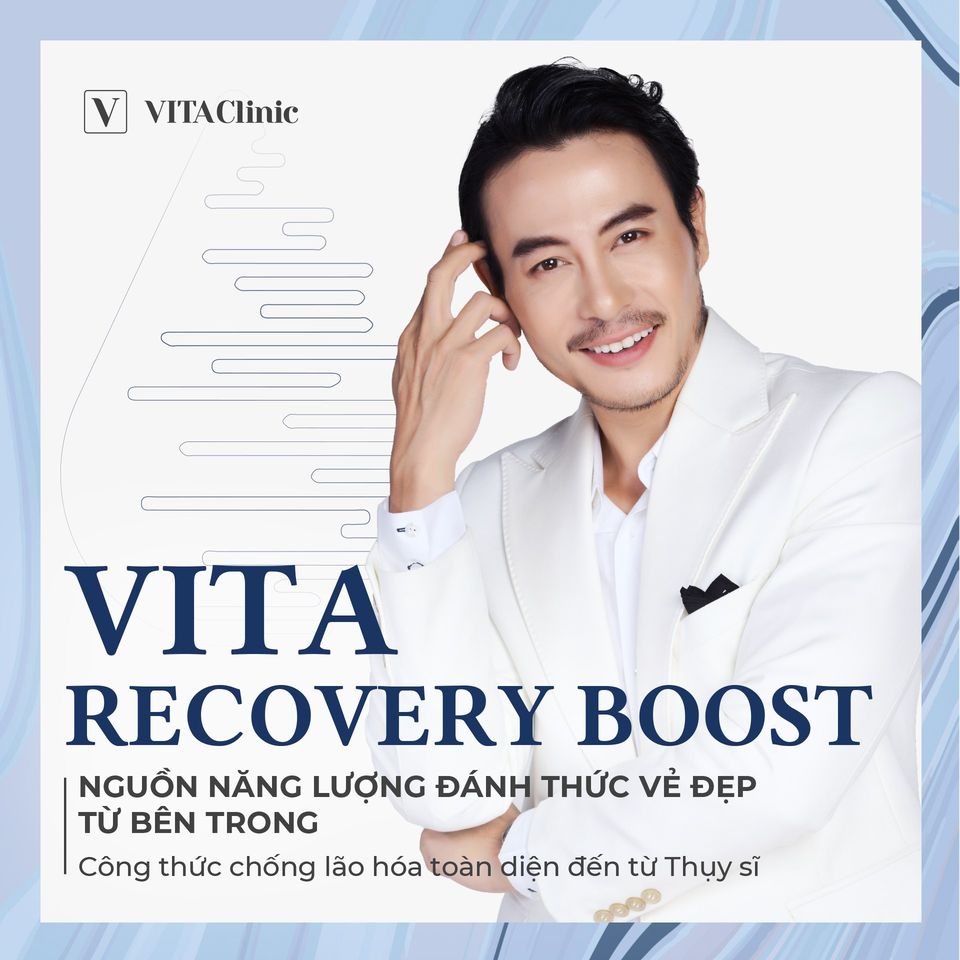 V VITAClinic
VITA
RECOVERY BOOST
NGUỒN NĂNG LƯỢNG ĐÁNH THỨC VẺ ĐẸP
TỪ BÊN TRONG
Công thức chống lão hóa toàn diện đến từ Thụy sĩ